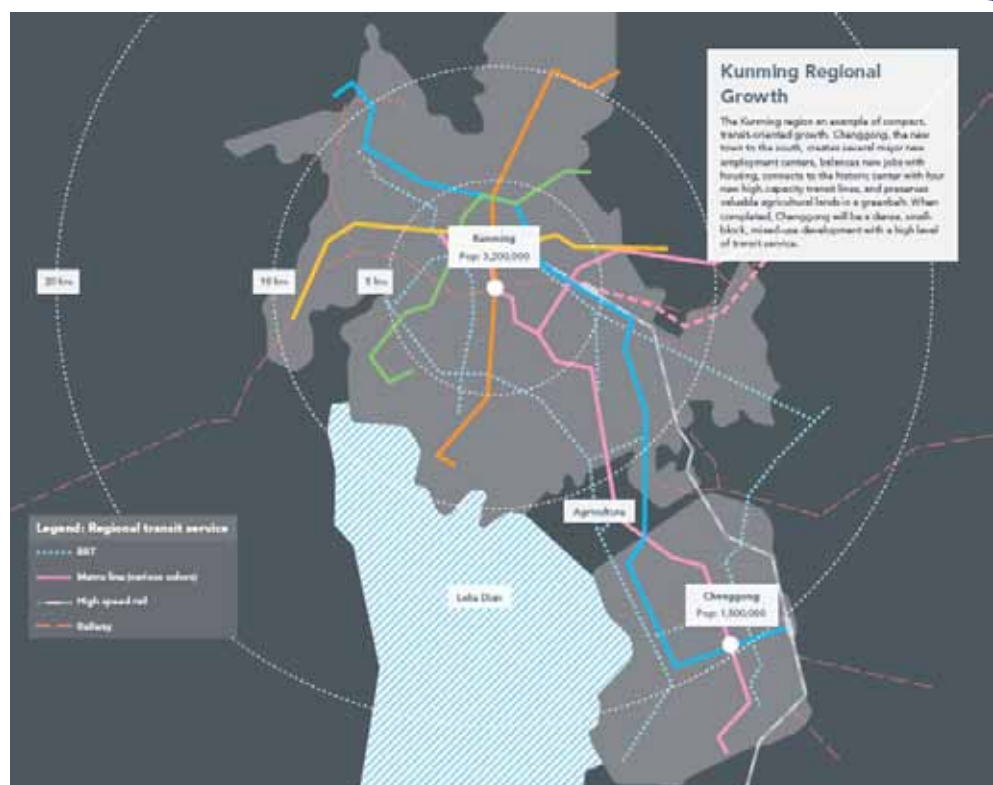 Kunming Regional
Growth
The Kunming region an example of compact,
transit-oriented growth. Chenggong, the new
town to the south, creates several major new
employment centers, balances new jobs with
housing, connects to the historic center with four
new high capacity transit lines, and preserves
valuable agricultural lands in a greenbelt. When
completed, Chenggong will be a dense, small-
block, mixed-use development with a high level
of transit service.
Kunming
Pop: 3,200,000
20 km
10 km
5 km
Agriculture
Legend: Regional transit service
BRT
Metro line (various colors)
High speed rail
Railway
Lake Dian
Chenggong
Pop: 1,500,000